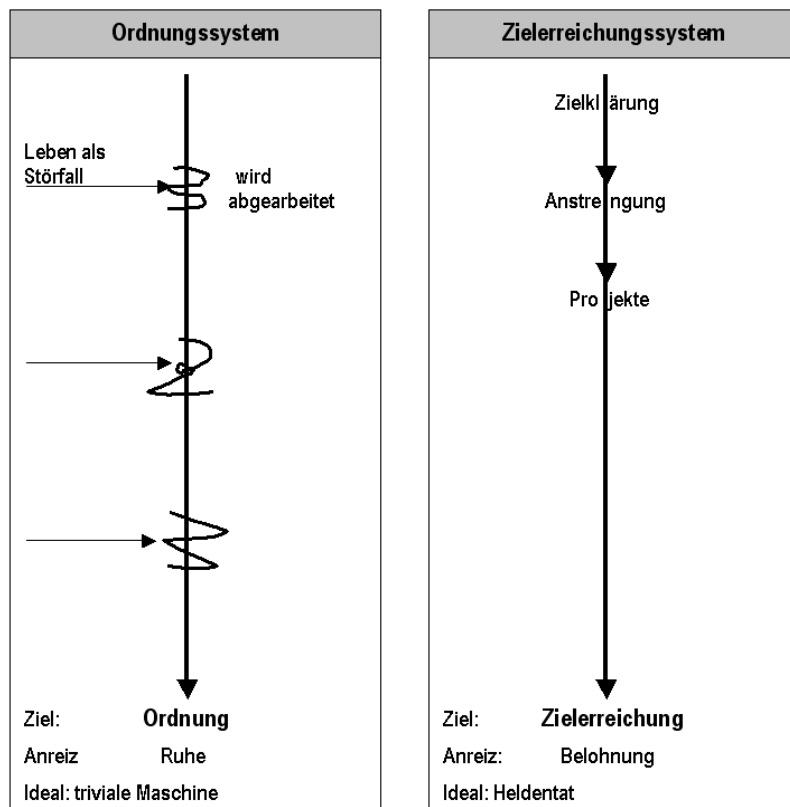 Ordnungssystem
Leben als
Störfall
wird
abgearbeitet
Ziel: Ordnung
Anreiz Ruhe
Ideal: triviale Maschine
Zielerreichungssystem
Zielklärung
Anstrengung
Projekte
Ziel: Zielerreichung
Anreiz: Belohnung
Ideal: Heldentat